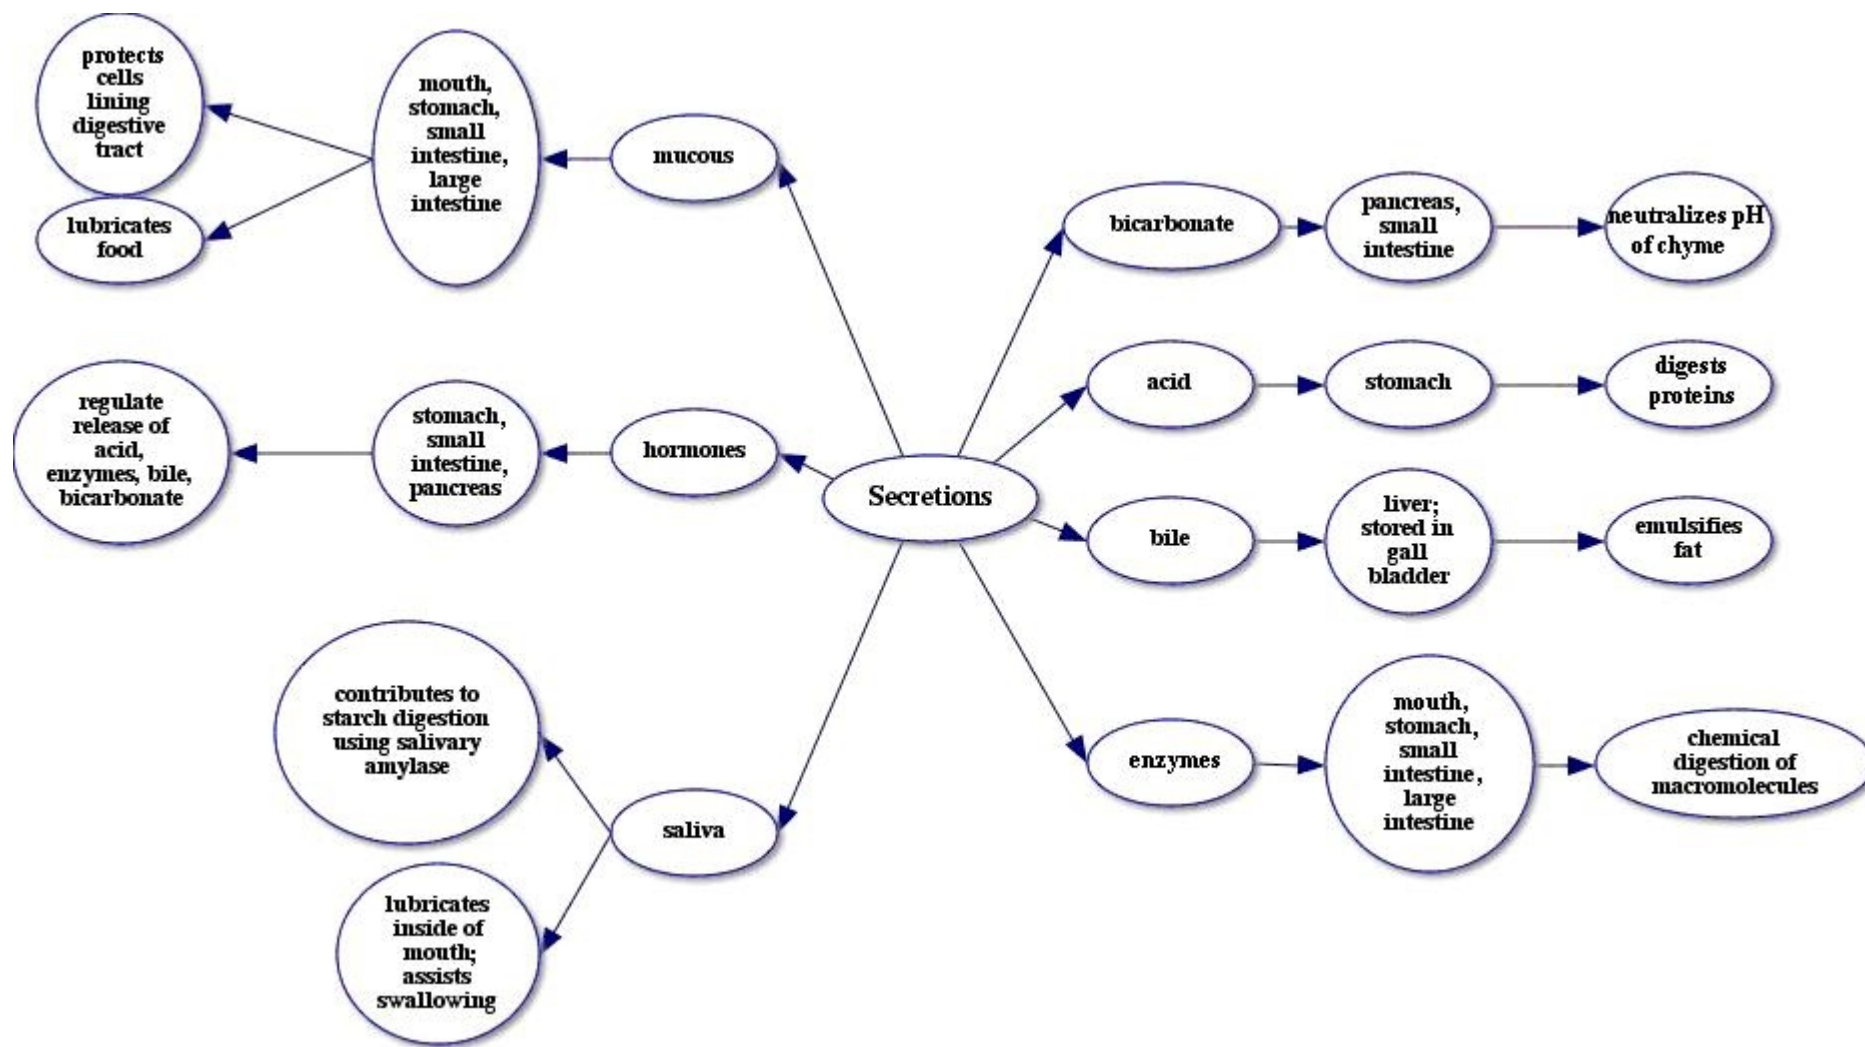 protects
cells
lining
digestive
tract
lubricates
food
mouth,
stomach,
small
intestine,
large
intestine
mucous
regulate
release of
acid,
enzymes, bile,
bicarbonate
stomach,
small
intestine,
pancreas
hormones
contributes to
starch digestion
using salivary
amylase
lubricates
inside of
mouth;
assists
swallowing
saliva
Secretions
bicarbonate
pancreas,
small
intestine
neutralizes pH
of chyme
acid
stomach
digests
proteins
bile
liver;
stored in
gall
bladder
emulsifies
fat
enzymes
mouth,
stomach,
small
intestine,
large
intestine
chemical
digestion of
macromolecules